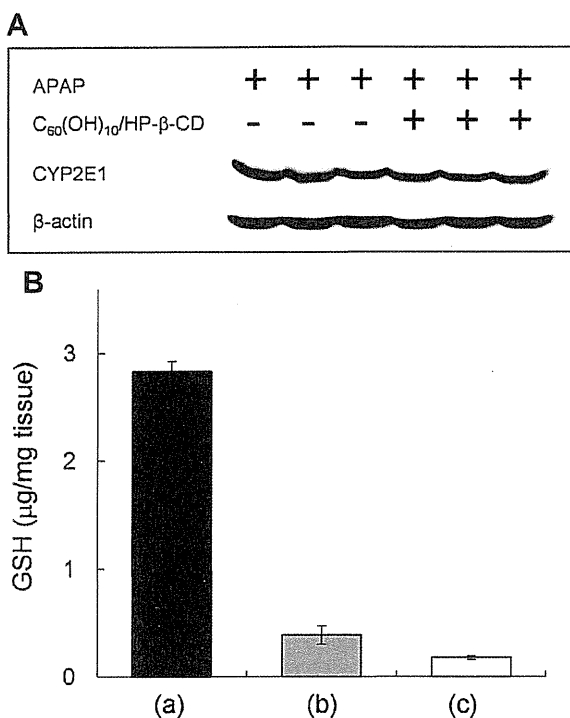 A
APAP + + + + + +
C60(OH)10/HP-β-CD - - - + + +
CYP2E1
β-actin
B
GSH (μg/mg tissue)
3
2
1
0
(a) (b) (c)